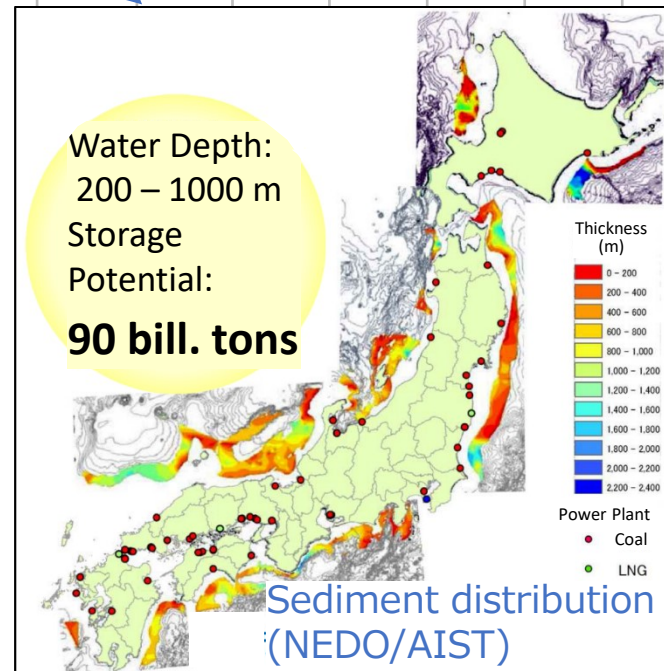 Water Depth:
200 – 1000 m
Storage
Potential:
90 bill. tons
Thickness
(m)
0 – 200
200 – 400
400 – 600
600 – 800
800 – 1,000
1,000 – 1,200
1,200 – 1,400
1,400 – 1,600
1,600 – 1,800
1,800 – 2,000
2,000 – 2,200
2,200 – 2,400
Power Plant
Coal
LNG
Sediment distribution
(NEDO/AIST)